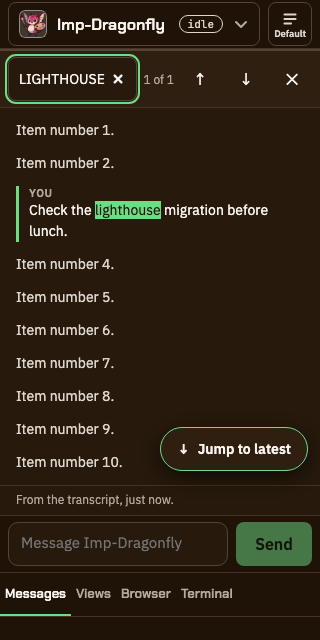 Imp-Dragonfly idle
Default
LIGHTHOUSE × 1 of 1 ↑ ↓ ×
Item number 1.
Item number 2.
YOU
Check the lighthouse migration before
lunch.
Item number 4.
Item number 5.
Item number 6.
Item number 7.
Item number 8.
Item number 9.
Item number 10.
↓ Jump to latest
From the transcript, just now.
Message Imp-Dragonfly Send
Messages Views Browser Terminal